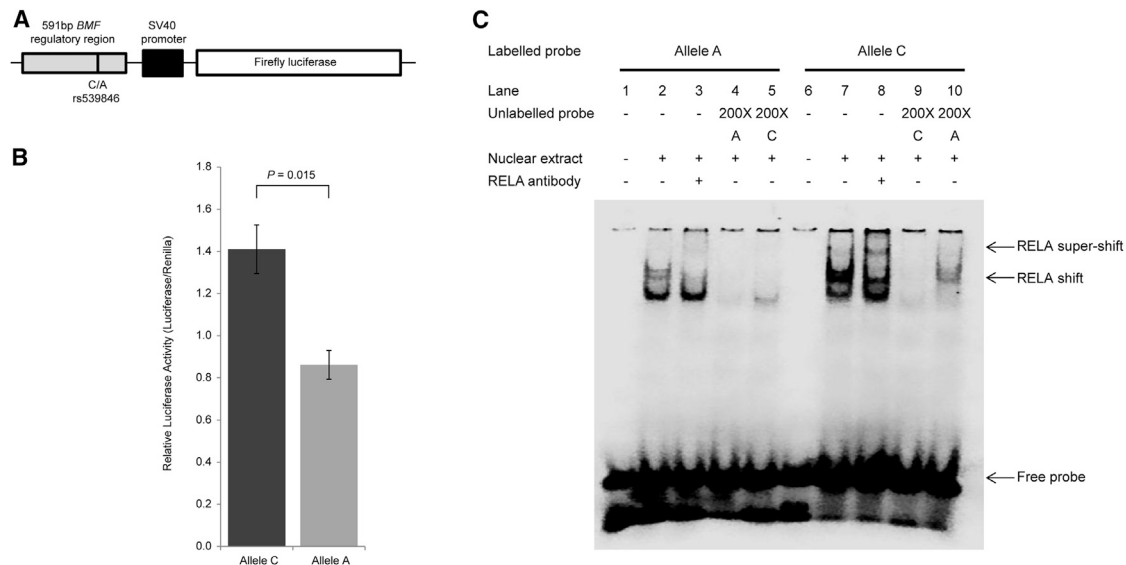 A
591bp BMF
regulatory region
SV40
promoter
Firefly luciferase
C/A
rs539846
B
Relative Luciferase Activity (Luciferase/Renilla)
1.8
1.6
1.4
1.2
1.0
0.8
0.6
0.4
0.2
0.0
P = 0.015
Allele C
Allele A
C
Labelled probe Allele A Allele C
Lane 1 2 3 4 5 6 7 8 9 10
Unlabelled probe - - - 200X 200X - - - 200X 200X
A C C A
Nuclear extract - + + + + - + + + +
RELA antibody - - + - - - - + - -
RELA super-shift
RELA shift
Free probe